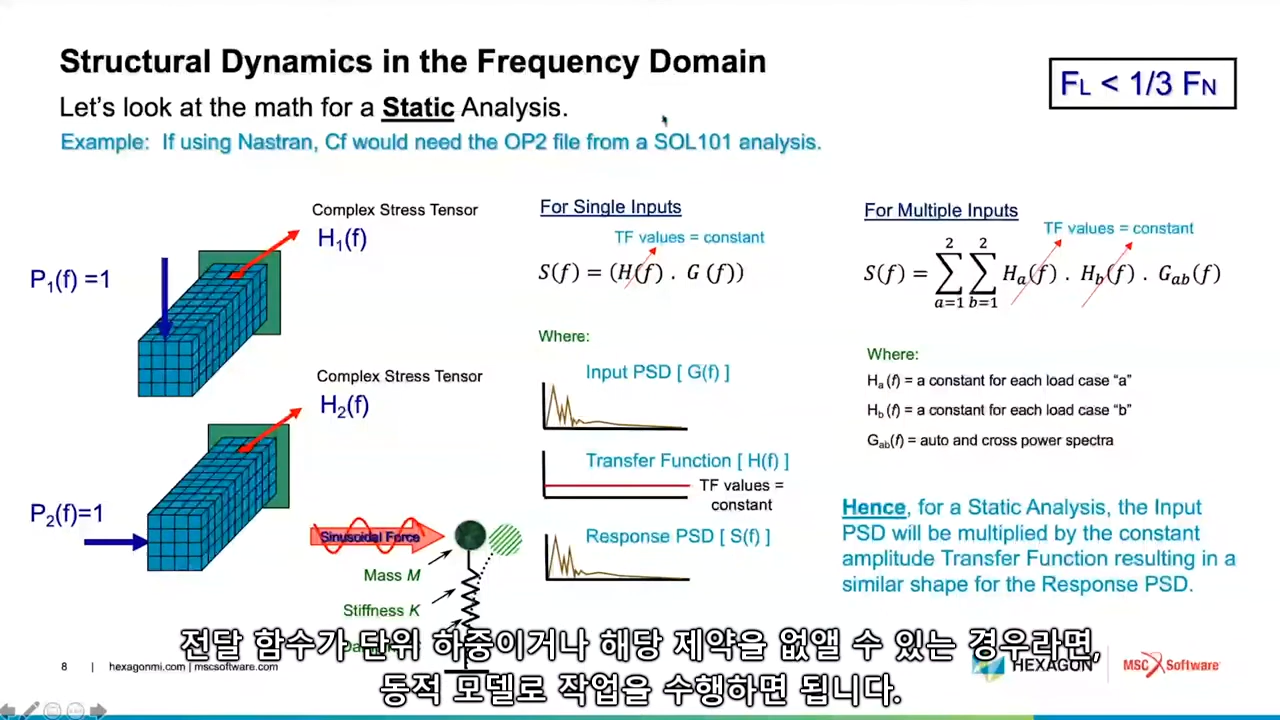 Structural Dynamics in the Frequency Domain
FL < 1/3 FN
Let's look at the math for a Static Analysis.
Example: If using Nastran, Cf would need the OP2 file from a SOL101 analysis.
Complex Stress Tensor
H1(f)
P1(f) =1
Complex Stress Tensor
H2(f)
P2(f)=1
Sinusoidal Force
Mass M
Stiffness K
For Single Inputs
TF values = constant
S(f) = (H(f) . G (f))
Where:
Input PSD [ G(f) ]
Transfer Function [ H(f) ]
TF values =
constant
Response PSD [ S(f) ]
For Multiple Inputs
TF values = constant
S(f) = ∑_{a=1}^{2} ∑_{b=1}^{2} Ha(f) . Hb(f) . Gab(f)
Where:
Ha (f) = a constant for each load case “a”
Hb (f) = a constant for each load case “b”
Gab(f) = auto and cross power spectra
Hence, for a Static Analysis, the Input
PSD will be multiplied by the constant
amplitude Transfer Function resulting in a
similar shape for the Response PSD.
전달 함수가 단위 하중이거나 해당 제약을 없앨 수 있는 경우라면,
동적 모델로 작업을 수행하면 됩니다.
8 | hexagonmi.com | mscsoftware.com
HEXAGON
MSC Software